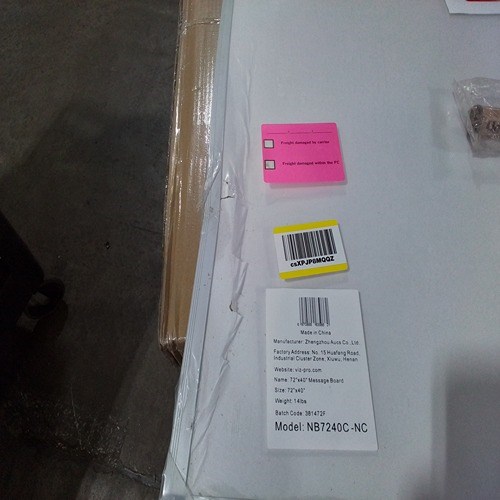 Freight damaged by carrier
Freight damaged within the FC
csXPJP8MQQZ
Made in China
Manufacturer: Zhengzhou Aucs Co., Ltd.
Factory Address: No. 15 Huafang Road,
Industrial Cluster Zone, Xiuwu, Henan
Website: viz-pro.com
Name: 72"x40" Message Board
Size: 72"x40"
Weight: 14lbs
Batch Code: 381472F
Model: NB7240C-NC